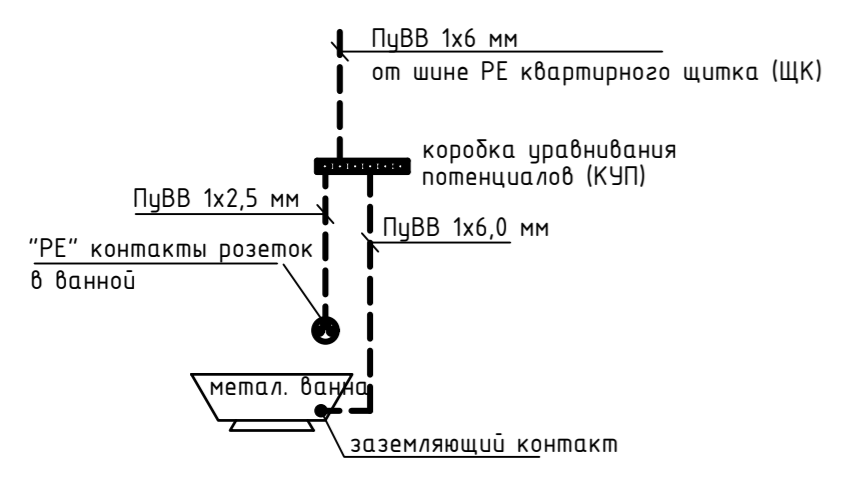 ПуВВ 1х6 мм
от шине РЕ квартирного щитка (ЩК)
коробка уравнивания
потенциалов (КУП)
ПуВВ 1х2,5 мм
ПуВВ 1х6,0 мм
"РЕ" контакты розеток
в ванной
метал. ванна
заземляющий контакт